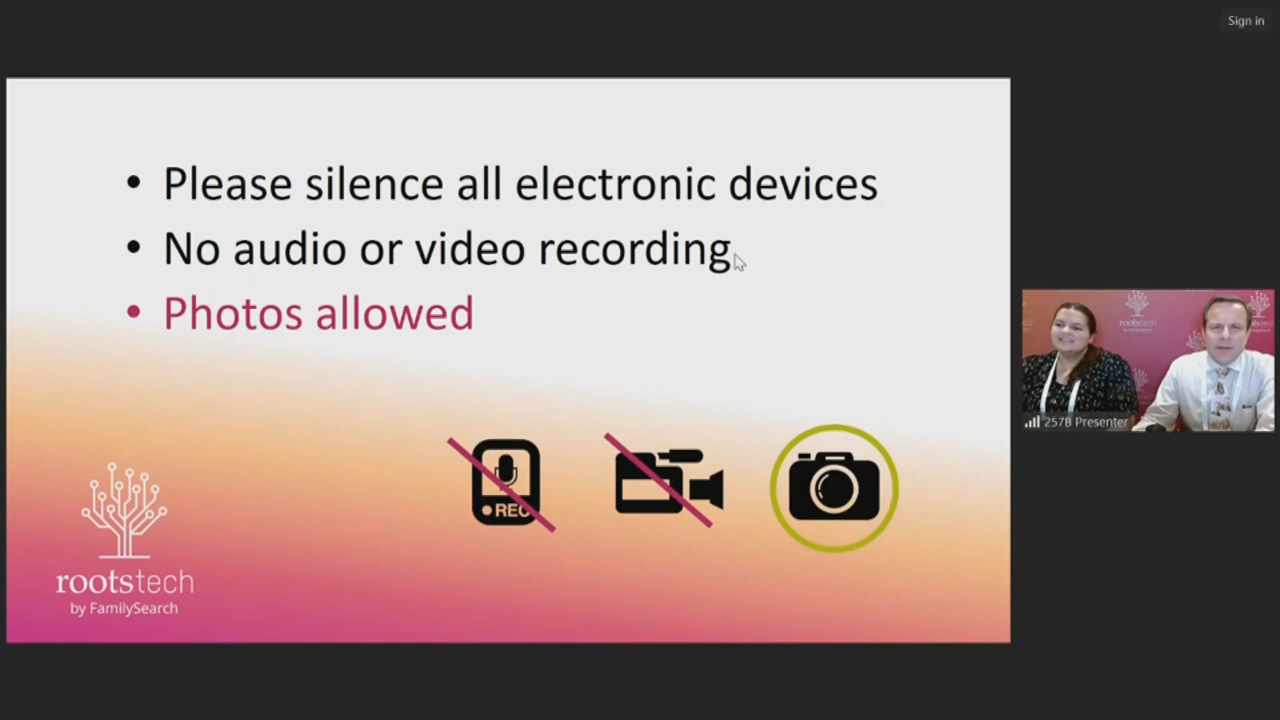 Sign in
• Please silence all electronic devices
• No audio or video recording
• Photos allowed
REC
rootstech
by FamilySearch
rootstech
257B Presenter